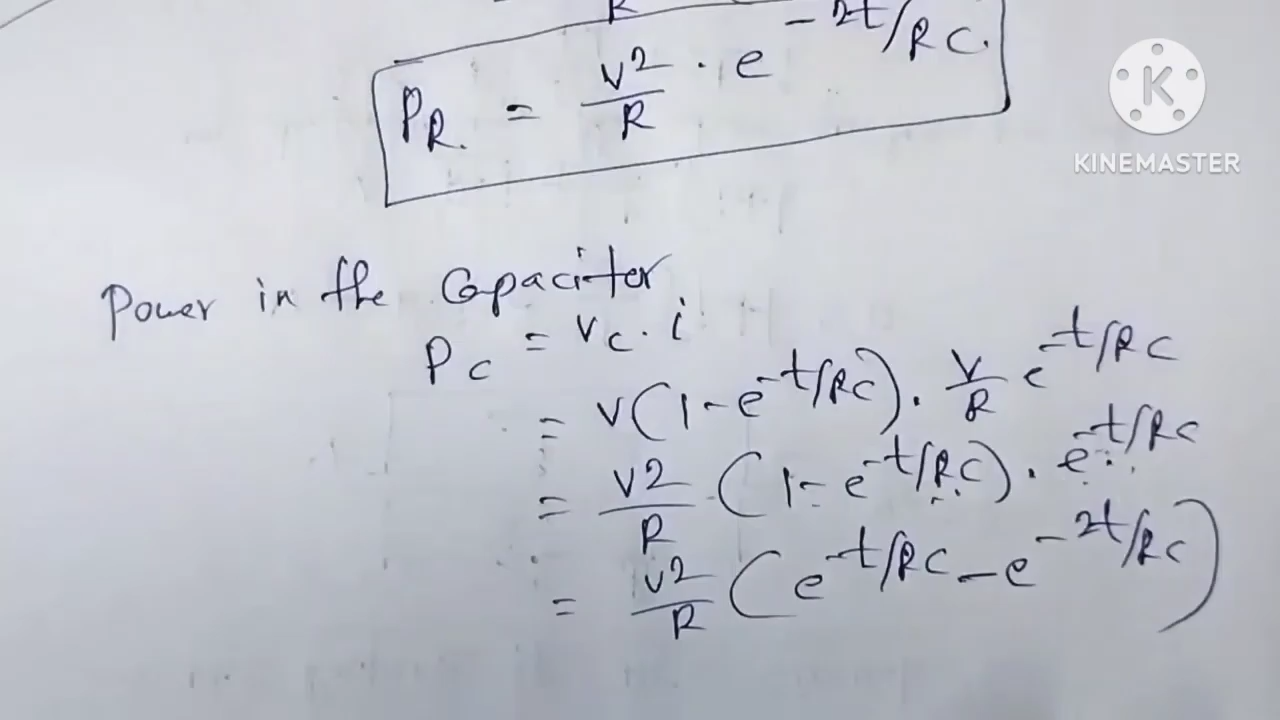 R
P_R. = V²/R · e^(-2t/RC.)
K
KINEMASTER
Power in the Capacitor
P_C = V_C · i
= V(1-e^(-t/RC)) · V/R e^(-t/RC)
= V2/R (1-e^(-t/RC)) · e^(-t/RC)
= V2/R (e^(-t/RC) - e^(-2t/RC))